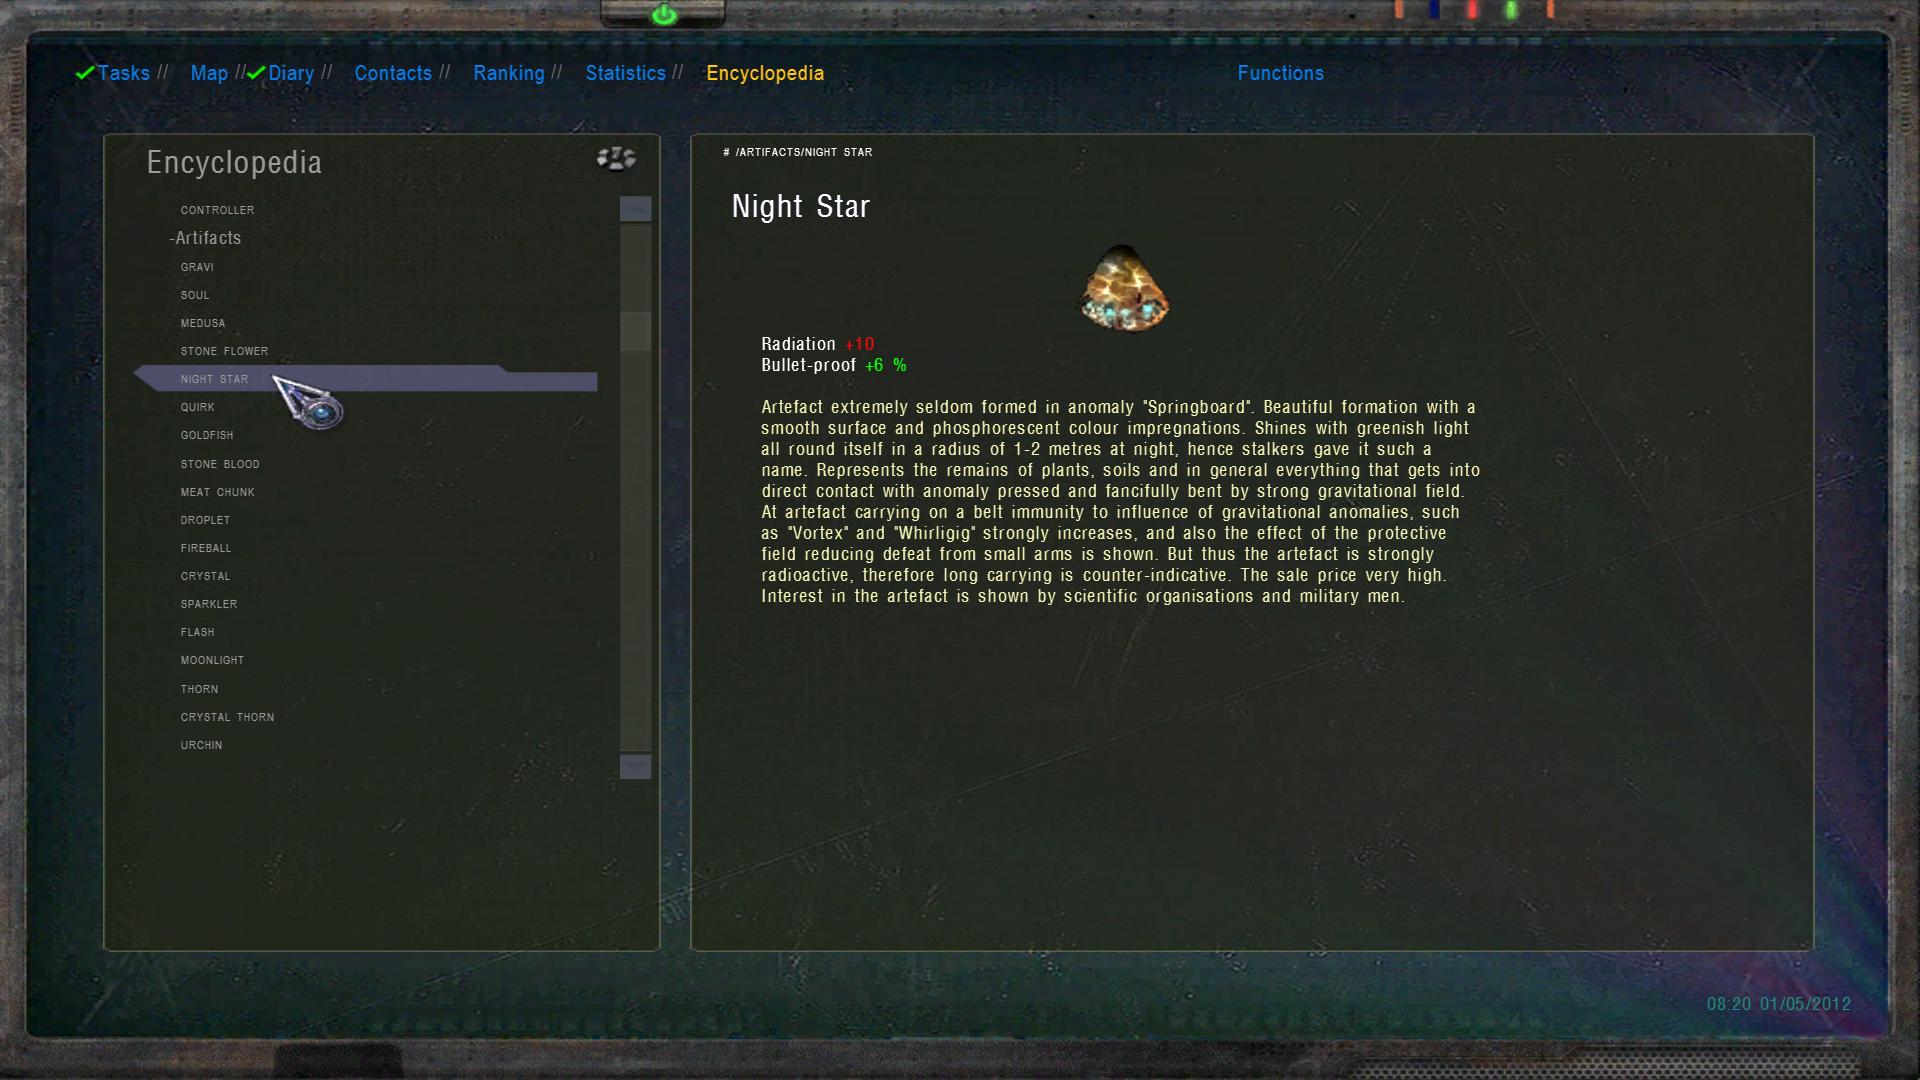 Tasks // Map // Diary // Contacts // Ranking // Statistics // Encyclopedia
Functions
Encyclopedia
CONTROLLER
-Artifacts
GRAVI
SOUL
MEDUSA
STONE FLOWER
NIGHT STAR
QUIRK
GOLDFISH
STONE BLOOD
MEAT CHUNK
DROPLET
FIREBALL
CRYSTAL
SPARKLER
FLASH
MOONLIGHT
THORN
CRYSTAL THORN
URCHIN
# /ARTIFACTS/NIGHT STAR
Night Star
Radiation +10
Bullet-proof +6 %
Artefact extremely seldom formed in anomaly "Springboard". Beautiful formation with a
smooth surface and phosphorescent colour impregnations. Shines with greenish light
all round itself in a radius of 1-2 metres at night, hence stalkers gave it such a
name. Represents the remains of plants, soils and in general everything that gets into
direct contact with anomaly pressed and fancifully bent by strong gravitational field.
At artefact carrying on a belt immunity to influence of gravitational anomalies, such
as "Vortex" and "Whirligig" strongly increases, and also the effect of the protective
field reducing defeat from small arms is shown. But thus the artefact is strongly
radioactive, therefore long carrying is counter-indicative. The sale price very high.
Interest in the artefact is shown by scientific organisations and military men.
08:20 01/05/2012